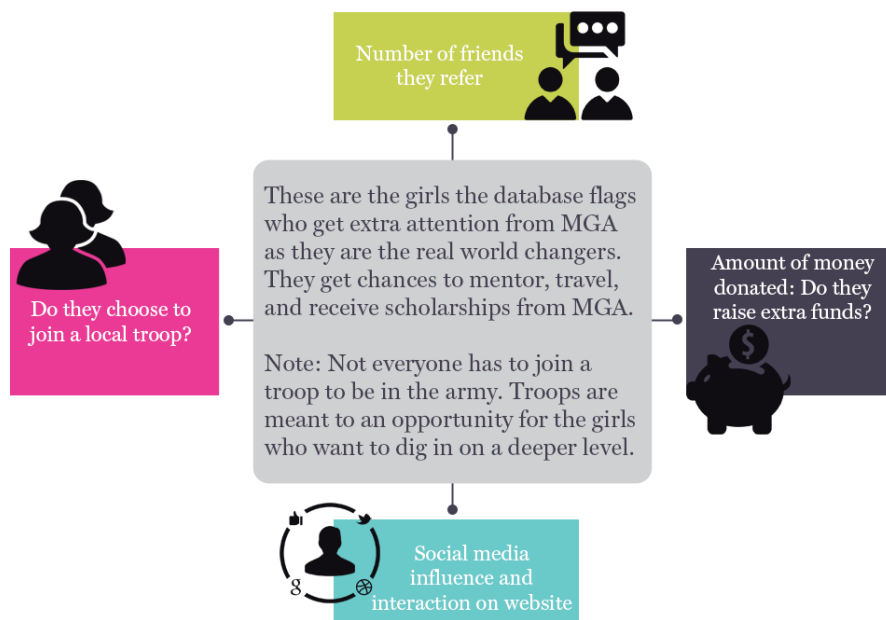 Number of friends
they refer
These are the girls the database flags
who get extra attention from MGA
as they are the real world changers.
They get chances to mentor, travel,
and receive scholarships from MGA.
Note: Not everyone has to join a
troop to be in the army. Troops are
meant to an opportunity for the girls
who want to dig in on a deeper level.
Do they choose to
join a local troop?
Amount of money
donated: Do they
raise extra funds?
$
g
Social media
influence and
interaction on website